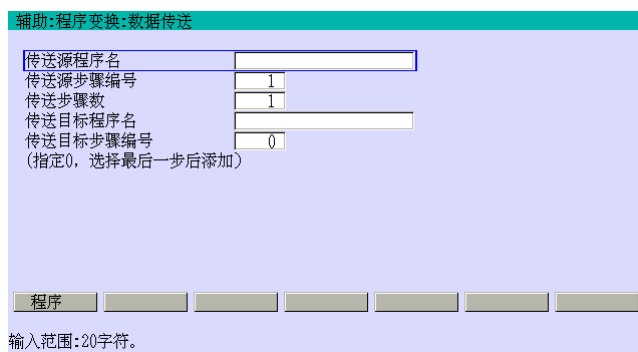 辅助:程序变换:数据传送
传送源程序名
传送源步骤编号 1
传送步骤数 1
传送目标程序名
传送目标步骤编号 0
(指定0, 选择最后一步后添加)
程序
输入范围:20字符。